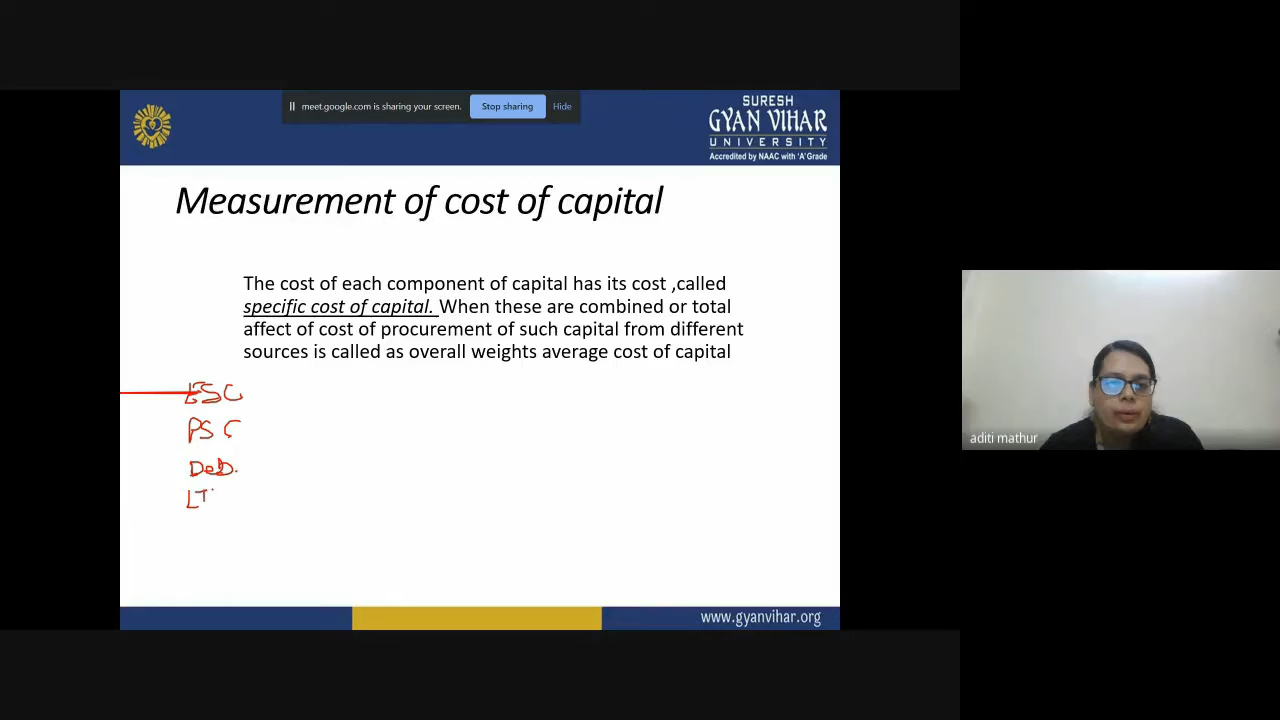 meet.google.com is sharing your screen. Stop sharing Hide
SURESH
GYAN VIHAR
UNIVERSITY
Accredited by NAAC with 'A' Grade
Measurement of cost of capital
The cost of each component of capital has its cost ,called
specific cost of capital. When these are combined or total
affect of cost of procurement of such capital from different
sources is called as overall weights average cost of capital
ESC
PSC
Deb.
LT
aditi mathur
www.gyanvihar.org